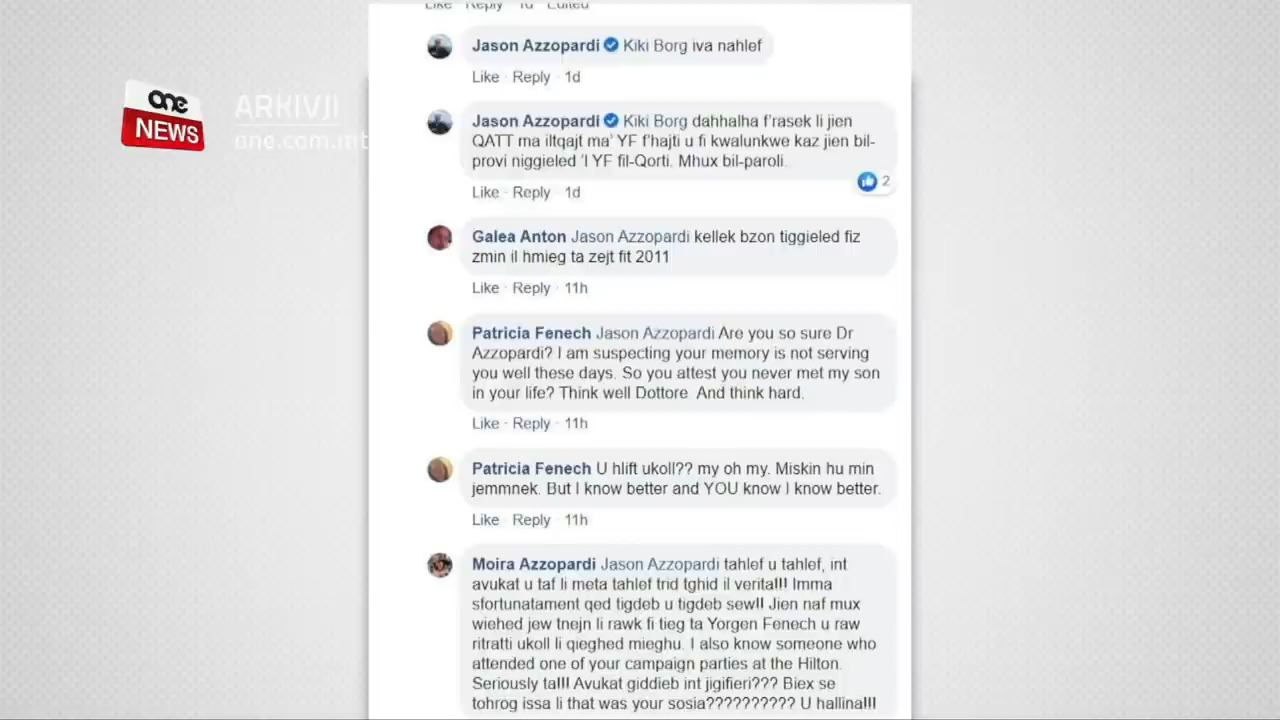 Like Reply 1d Edited
one
NEWS
ARKIVJI
one.com.mt
Jason Azzopardi Kiki Borg iva nahlef
Like · Reply · 1d
Jason Azzopardi Kiki Borg dahhalha f'rasek li jien
QATT ma iltqajt ma' YF f'hajti u fi kwalunkwe kaz jien bil-
provi niggieled 'l YF fil-Qorti. Mhux bil-paroli.
2
Like · Reply · 1d
Galea Anton Jason Azzopardi kellek bzon tiggieled fiz
zmin il hmieg ta zejt fit 2011
Like · Reply · 11h
Patricia Fenech Jason Azzopardi Are you so sure Dr
Azzopardi? I am suspecting your memory is not serving
you well these days. So you attest you never met my son
in your life? Think well Dottore And think hard.
Like · Reply · 11h
Patricia Fenech U hlift ukoll?? my oh my. Miskin hu min
jemmnek. But I know better and YOU know I know better.
Like · Reply · 11h
Moira Azzopardi Jason Azzopardi tahlef u tahlef, int
avukat u taf li meta tahlef trid tghid il verita!!! Imma
sfortunatament qed tigdeb u tigdeb sew!! Jien naf mux
wiehed jew tnejn li rawk fi tieg ta Yorgen Fenech u raw
ritratti ukoll li qieghed mieghu. I also know someone who
attended one of your campaign parties at the Hilton.
Seriously ta!!! Avukat giddieb int jigifieri??? Biex se
tohrog issa li that was your sosia?????????? U hallina!!!